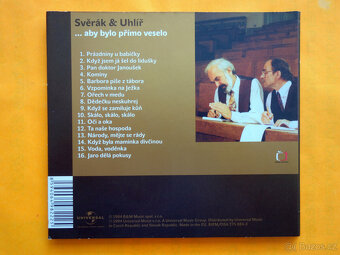 Svěrák & Uhlíř
... aby bylo přímo veselo
1. Prázdniny u babičky
2. Když jsem já šel do lidušky
3. Pan doktor Janoušek
4. Komíny
5. Barbora píše z tábora
6. Vzpomínka na Ježka
7. Ořech v medu
8. Dědečku neskuhrej
9. Když se zamiluje kůň
10. Skálo, skálo, skálo
11. Oči a oka
12. Ta naše hospoda
13. Národy, mějte se rády
14. Když byla maminka divčinou
15. Voda, voděnka
16. Jaro dělá pokusy
UNIVERSAL